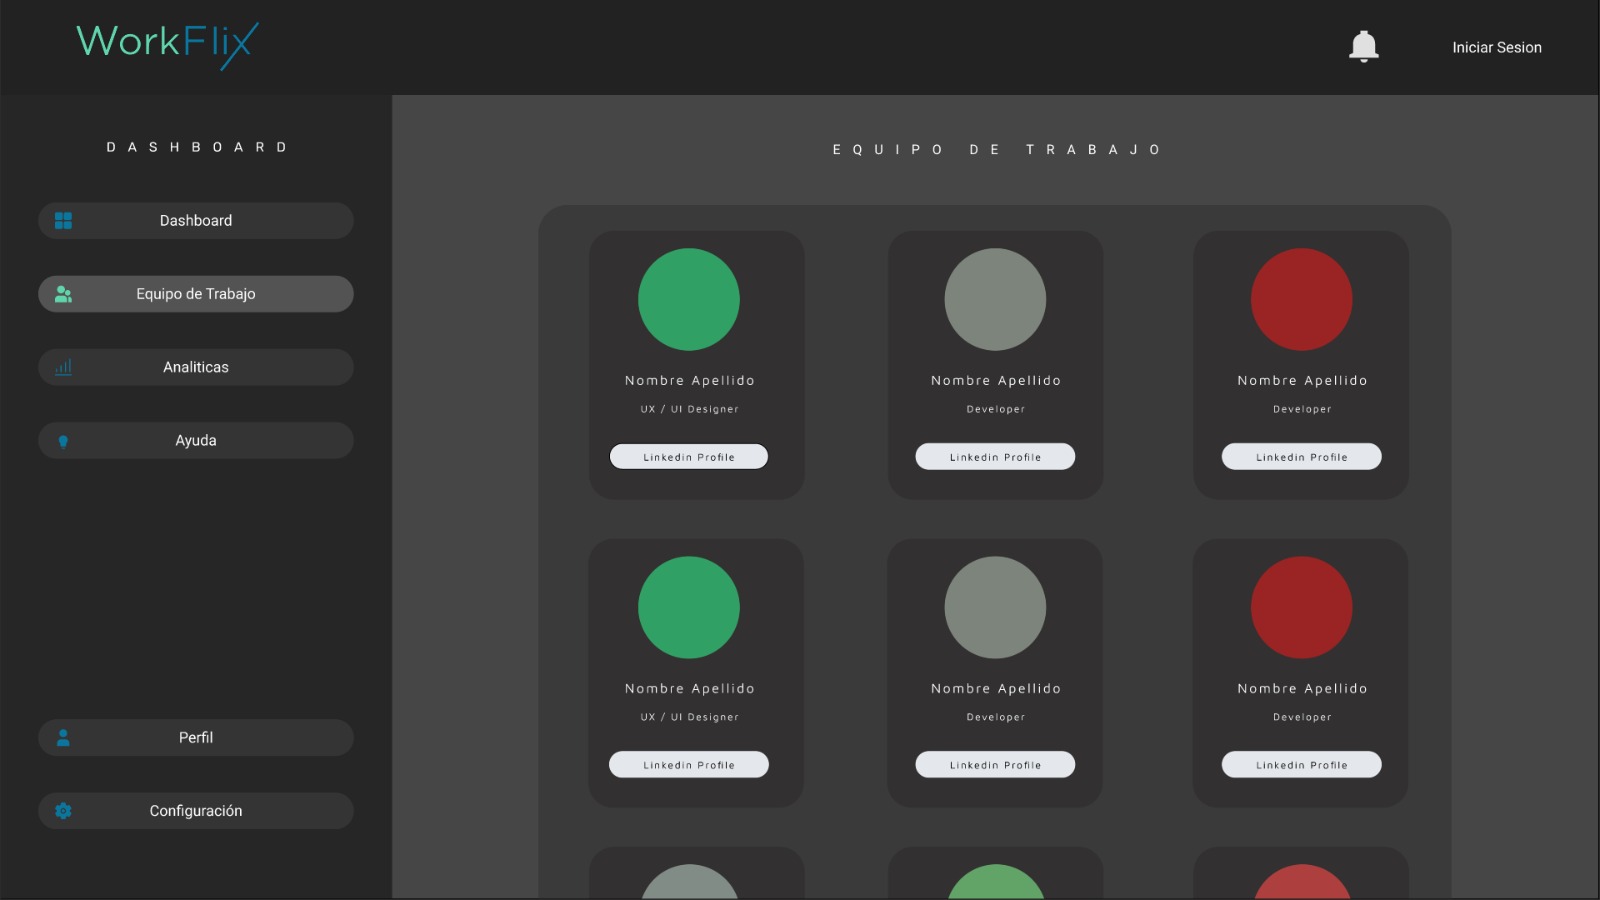 WorkFlix
Iniciar Sesion
DASHBOARD
Dashboard
Equipo de Trabajo
Analiticas
Ayuda
Perfil
Configuración
EQUIPO DE TRABAJO
Nombre Apellido
UX / UI Designer
Linkedin Profile
Nombre Apellido
Developer
Linkedin Profile
Nombre Apellido
Developer
Linkedin Profile
Nombre Apellido
UX / UI Designer
Linkedin Profile
Nombre Apellido
Developer
Linkedin Profile
Nombre Apellido
Developer
Linkedin Profile